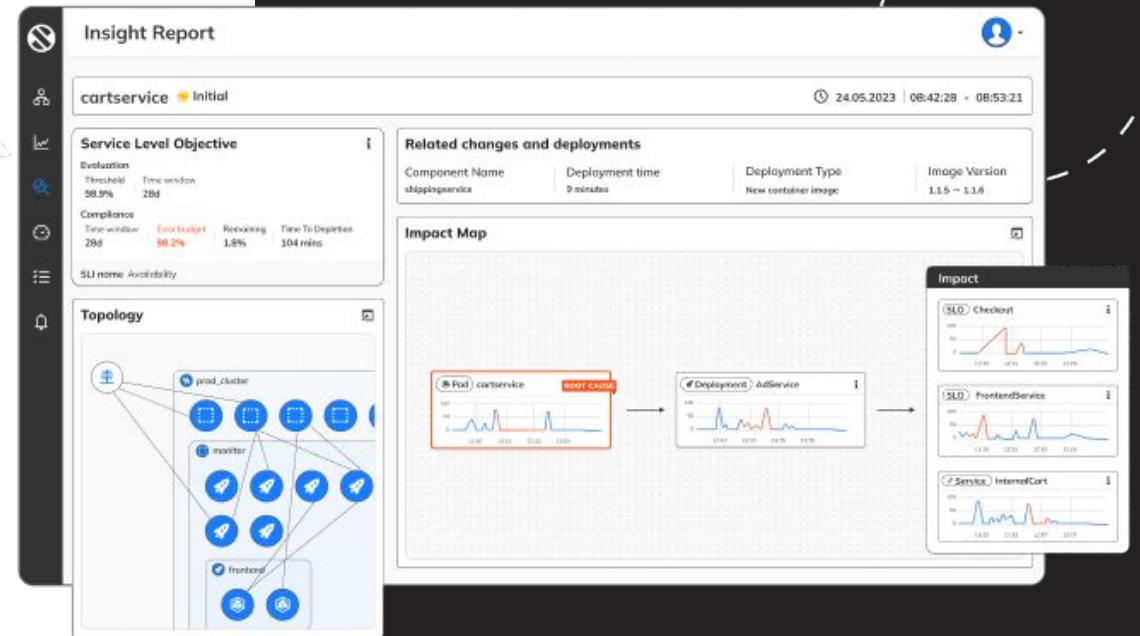 Insight Report
cartservice Initial
24.05.2023 08:42:28 - 08:53:21
Service Level Objective
Evaluation
Threshold Time window
98.9% 28d
Compliance
Time window Error budget Remaining Time To Depletion
28d 98.2% 1.8% 104 mins
SLI name Availability
Related changes and deployments
Component Name Deployment time Deployment Type Image Version
shippingservice 9 minutes New container image 1.1.5 — 1.1.6
Topology
prod_cluster
monitor
frontend
Impact Map
Pod cartservice ROOT CAUSE
Deployment AdService
Impact
SLO Checkout
SLO FrontendService
Service InternalCart